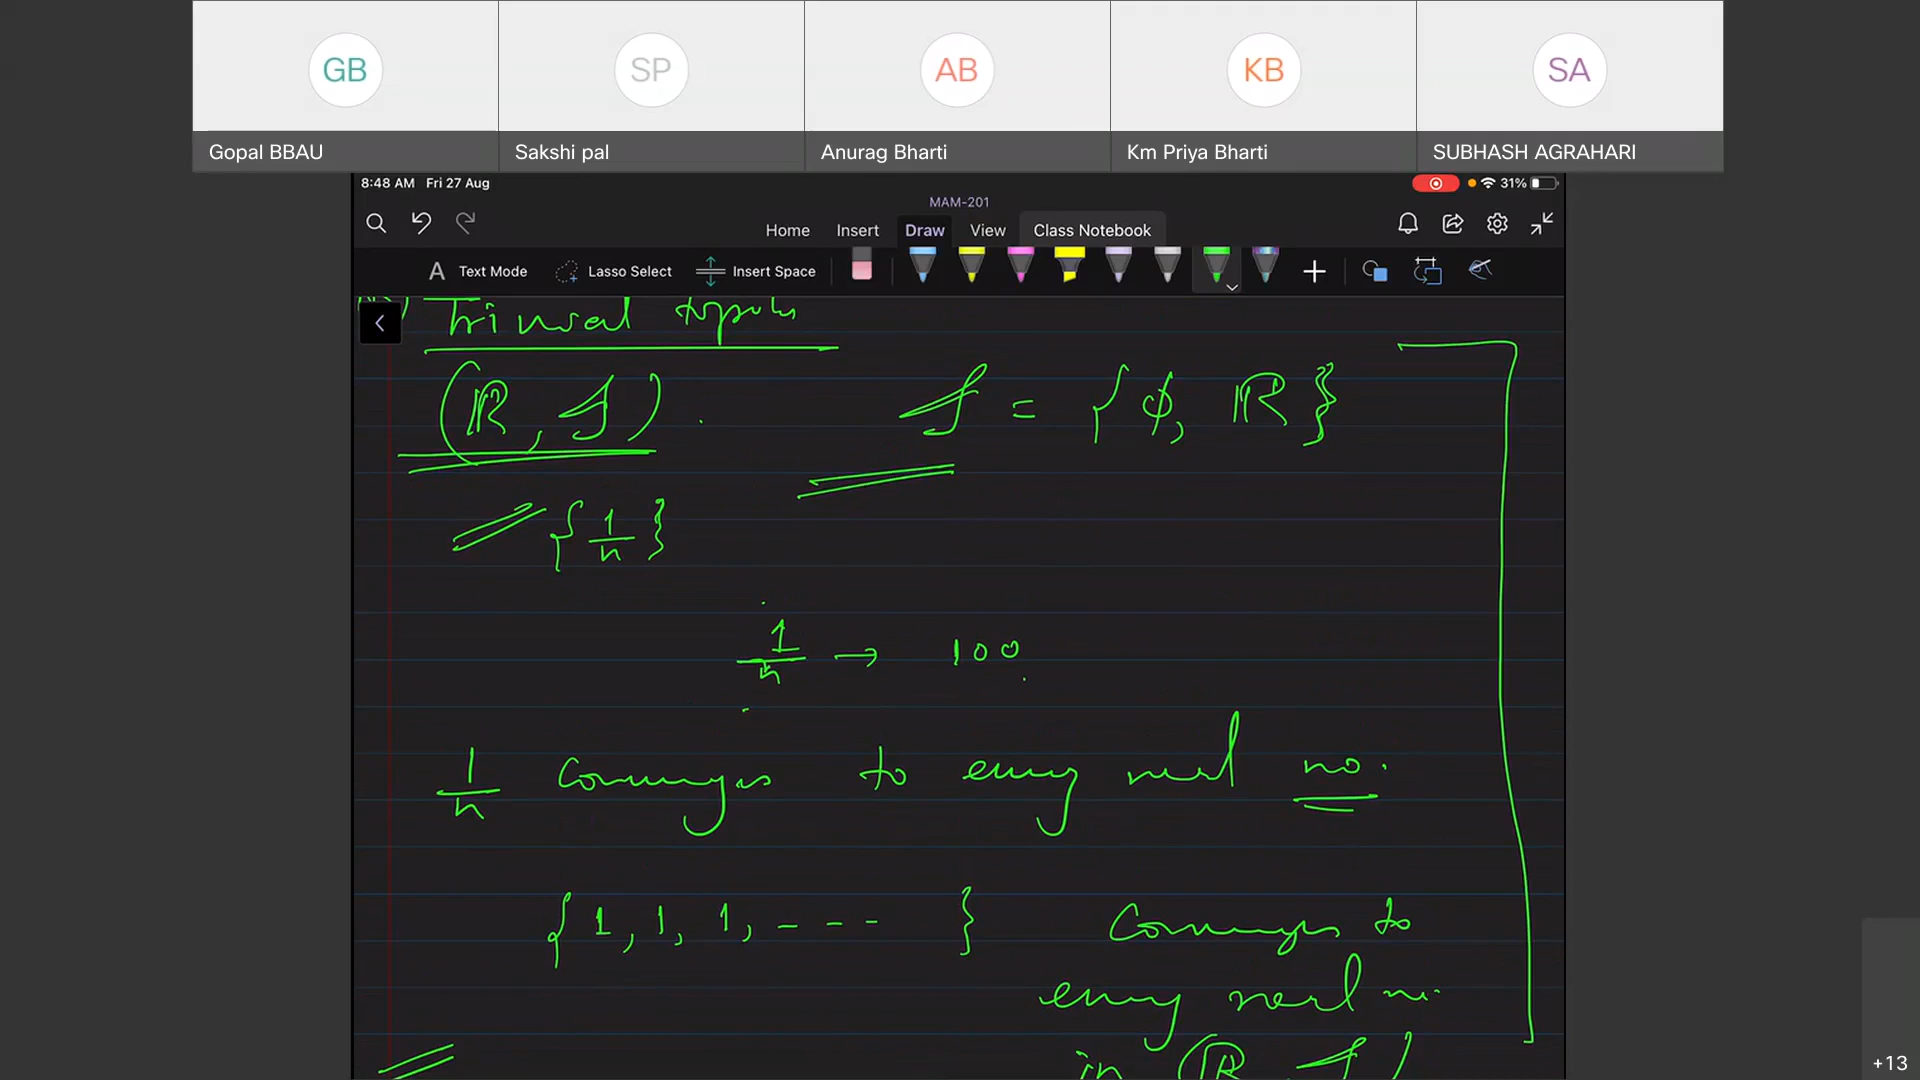 GB SP AB KB SA
Gopal BBAU Sakshi pal Anurag Bharti Km Priya Bharti SUBHASH AGRAHARI
8:48 AM Fri 27 Aug 31%
MAM-201
Home Insert Draw View Class Notebook
A Text Mode Lasso Select Insert Space
Trivial
(ℝ, 𝒥). 𝒥 = {ϕ, ℝ}
{1/n}
1/n → 100
1/n Converges to every real no.
{1, 1, 1, - - - } Converges to
every real no.
in (ℝ, 𝒥)
+13